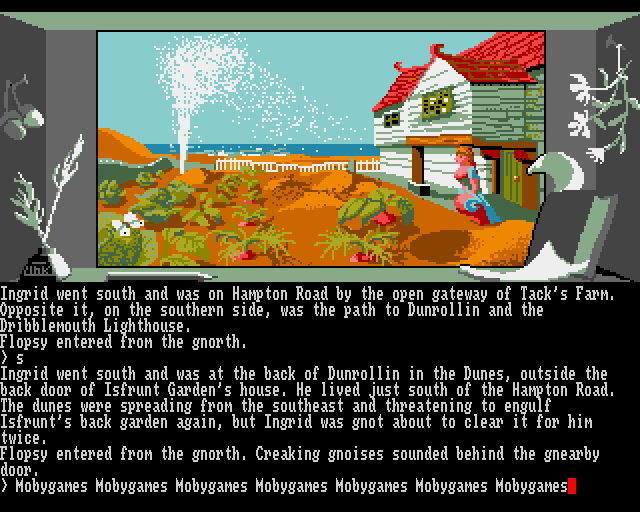 Ink
Ingrid went south and was on Hampton Road by the open gateway of Tack's Farm.
Opposite it, on the southern side, was the path to Dunrollin and the
Dribblemouth Lighthouse.
Flopsy entered from the gnorth.
> s
Ingrid went south and was at the back of Dunrollin in the Dunes, outside the
back door of Isfrunt Garden's house. He lived just south of the Hampton Road.
The dunes were spreading from the southeast and threatening to engulf
Isfrunt's back garden again, but Ingrid was gnot about to clear it for him
twice.
Flopsy entered from the gnorth. Creaking gnoises sounded behind the gnearby
door.
> Mobygames Mobygames Mobygames Mobygames Mobygames Mobygames Mobygames